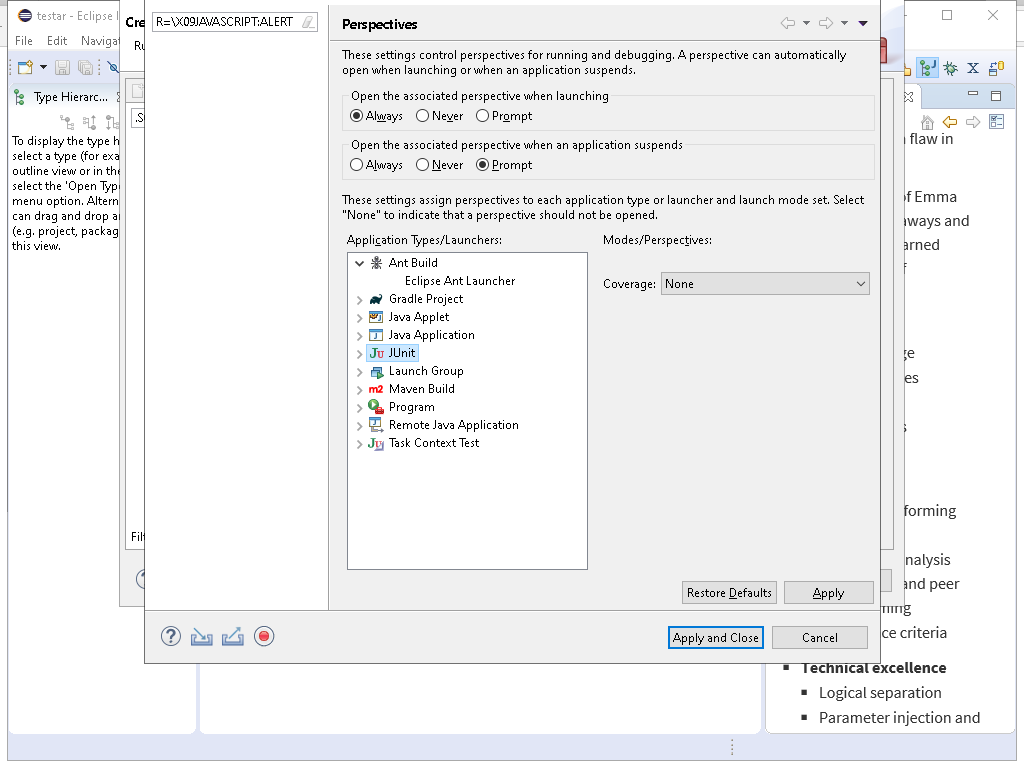 testar - Eclipse I
File Edit Navigat
Type Hierarc...
To display the type h
select a type (for exa
outline view or in the
select the 'Open Type
menu option. Altern
can drag and drop a
(e.g. project, packag
this view.
Cre
Ru
.S
Filt
R=\X09JAVASCRIPT:ALERT
Perspectives
These settings control perspectives for running and debugging. A perspective can automatically
open when launching or when an application suspends.
Open the associated perspective when launching
Always Never Prompt
Open the associated perspective when an application suspends
Always Never Prompt
These settings assign perspectives to each application type or launcher and launch mode set. Select
"None" to indicate that a perspective should not be opened.
Application Types/Launchers:
Modes/Perspectives:
Ant Build
Eclipse Ant Launcher
Gradle Project
Java Applet
Java Application
JUnit
Launch Group
Maven Build
Program
Remote Java Application
Task Context Test
Coverage: None
Restore Defaults Apply
Apply and Close Cancel
flaw in
of Emma
aways and
arned
f
ge
es
s
forming
nalysis
and peer
ning
ce criteria
Technical excellence
Logical separation
Parameter injection and